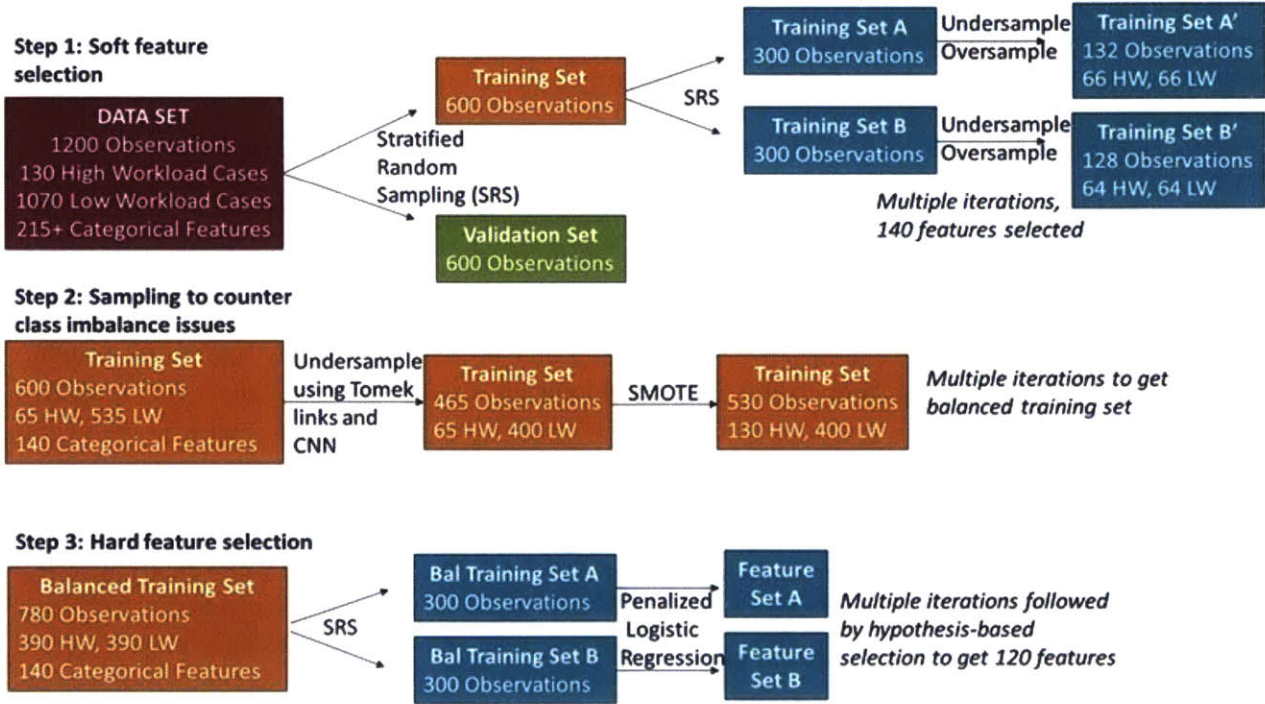 Step 1: Soft feature
selection
DATA SET
1200 Observations
130 High Workload Cases
1070 Low Workload Cases
215+ Categorical Features
Stratified
Random
Sampling (SRS)
Training Set
600 Observations
Validation Set
600 Observations
SRS
Training Set A
300 Observations
Training Set B
300 Observations
Undersample
Oversample
Undersample
Oversample
Training Set A'
132 Observations
66 HW, 66 LW
Training Set B'
128 Observations
64 HW, 64 LW
Multiple iterations,
140 features selected
Step 2: Sampling to counter
class imbalance issues
Training Set
600 Observations
65 HW, 535 LW
140 Categorical Features
Undersample
using Tomek
links and
CNN
Training Set
465 Observations
65 HW, 400 LW
SMOTE
Training Set
530 Observations
130 HW, 400 LW
Multiple iterations to get
balanced training set
Step 3: Hard feature selection
Balanced Training Set
780 Observations
390 HW, 390 LW
140 Categorical Features
SRS
Bal Training Set A
300 Observations
Bal Training Set B
300 Observations
Penalized
Logistic
Regression
Feature
Set A
Feature
Set B
Multiple iterations followed
by hypothesis-based
selection to get 120 features